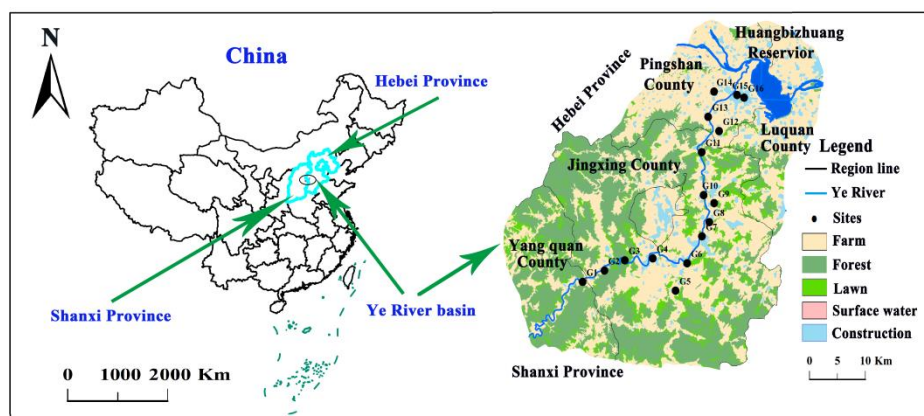 N
China
Hebei Province
Shanxi Province
Ye River basin
0 1000 2000 Km
Huangbizhuang
Reservior
Pingshan
County
Hebei Province
G14
G15
G16
G13
G12
Luquan
County
G11
Jingxing County
G10
G9
G8
G7
Yang quan
County
G3
G4
G6
G2
G1
G5
Shanxi Province
Legend
Region line
Ye River
Sites
Farm
Forest
Lawn
Surface water
Construction
0 5 10 Km